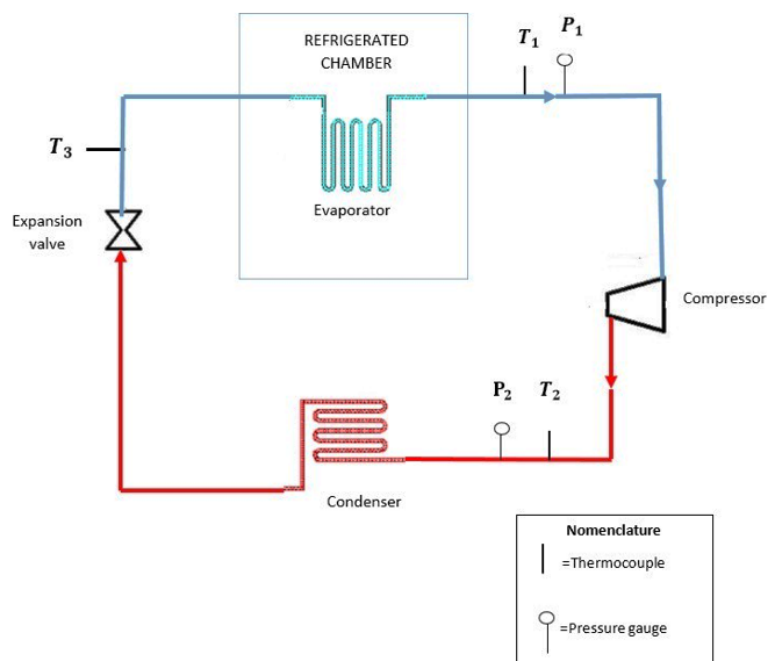 REFRIGERATED
CHAMBER
T₁
P₁
T₃
Evaporator
Expansion
valve
Compressor
P₂
T₂
Condenser
Nomenclature
=Thermocouple
=Pressure gauge